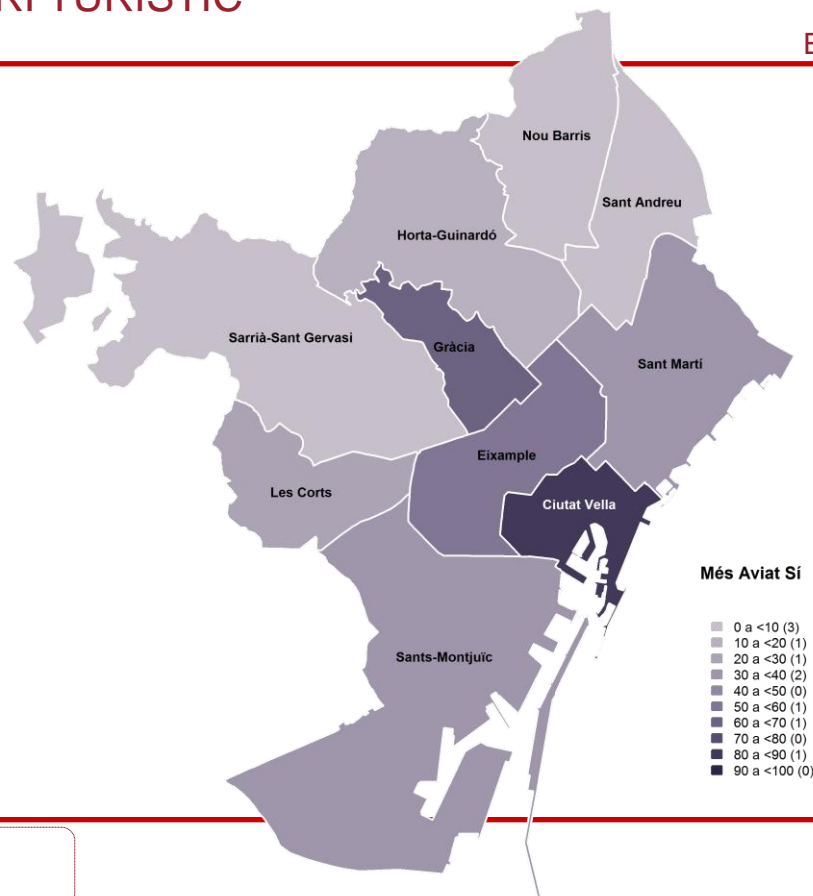 TURÍSTIC
Nou Barris
Sant Andreu
Horta-Guinardó
Sarrià-Sant Gervasi
Gràcia
Sant Martí
Eixample
Les Corts
Ciutat Vella
Sants-Montjuïc
Més Aviat Sí
0 a <10 (3)
10 a <20 (1)
20 a <30 (1)
30 a <40 (2)
40 a <50 (0)
50 a <60 (1)
60 a <70 (1)
70 a <80 (0)
80 a <90 (1)
90 a <100 (0)